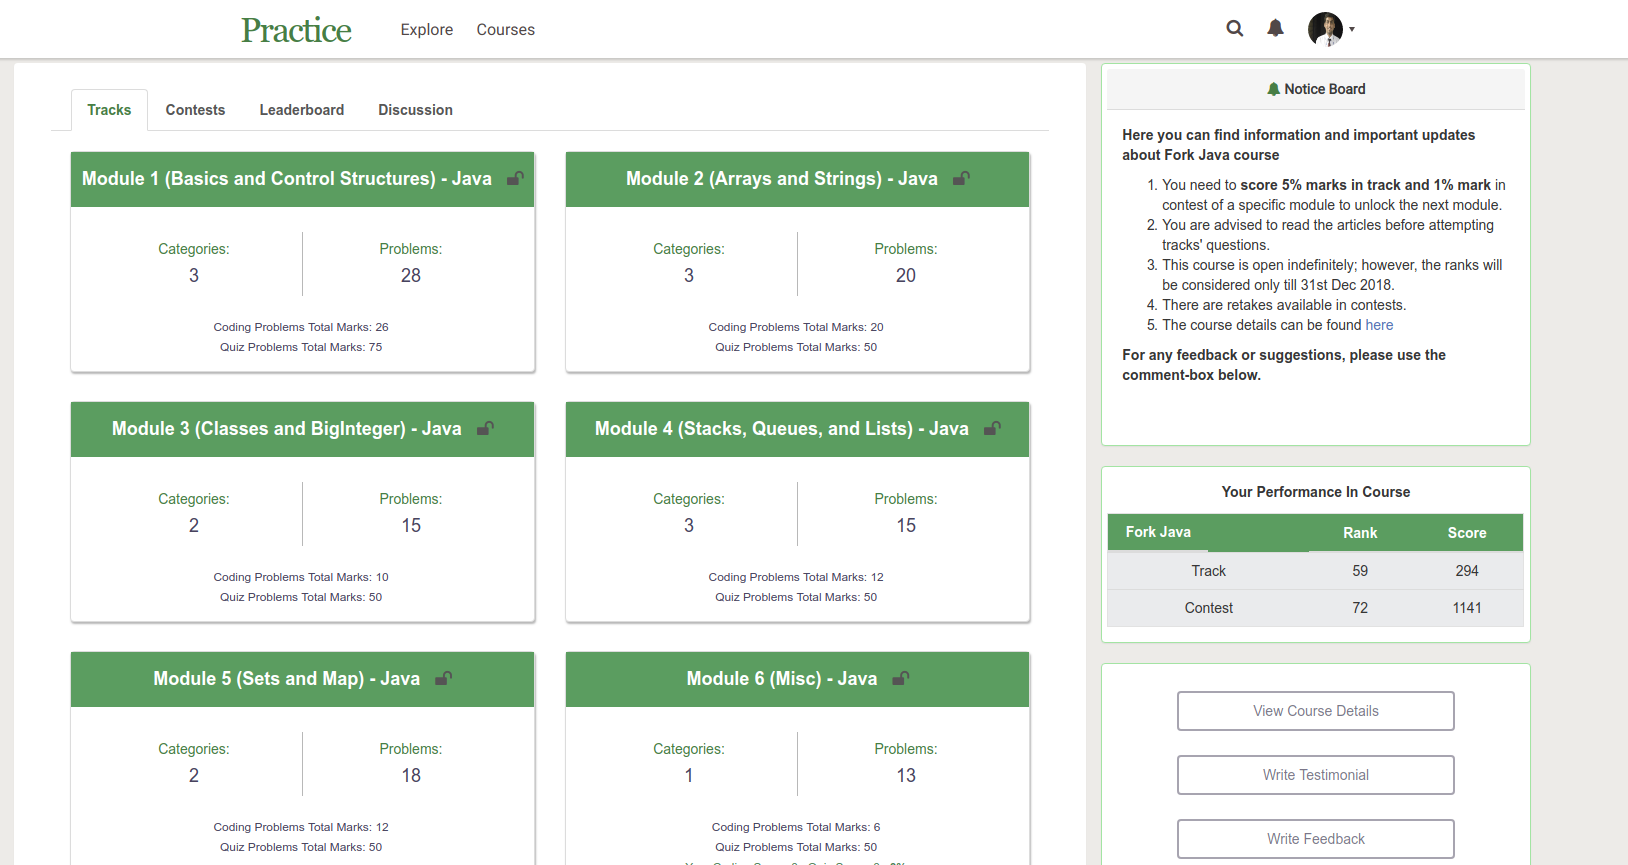 Practice
Explore Courses
Tracks Contests Leaderboard Discussion
Module 1 (Basics and Control Structures) - Java
Categories: Problems:
3 28
Coding Problems Total Marks: 26
Quiz Problems Total Marks: 75
Module 2 (Arrays and Strings) - Java
Categories: Problems:
3 20
Coding Problems Total Marks: 20
Quiz Problems Total Marks: 50
Module 3 (Classes and BigInteger) - Java
Categories: Problems:
2 15
Coding Problems Total Marks: 10
Quiz Problems Total Marks: 50
Module 4 (Stacks, Queues, and Lists) - Java
Categories: Problems:
3 15
Coding Problems Total Marks: 12
Quiz Problems Total Marks: 50
Module 5 (Sets and Map) - Java
Categories: Problems:
2 18
Coding Problems Total Marks: 12
Quiz Problems Total Marks: 50
Module 6 (Misc) - Java
Categories: Problems:
1 13
Coding Problems Total Marks: 6
Quiz Problems Total Marks: 50
Notice Board
Here you can find information and important updates
about Fork Java course
1. You need to score 5% marks in track and 1% mark in
contest of a specific module to unlock the next module.
2. You are advised to read the articles before attempting
tracks' questions.
3. This course is open indefinitely; however, the ranks will
be considered only till 31st Dec 2018.
4. There are retakes available in contests.
5. The course details can be found here
For any feedback or suggestions, please use the
comment-box below.
Your Performance In Course
Fork Java Rank Score
Track 59 294
Contest 72 1141
View Course Details
Write Testimonial
Write Feedback